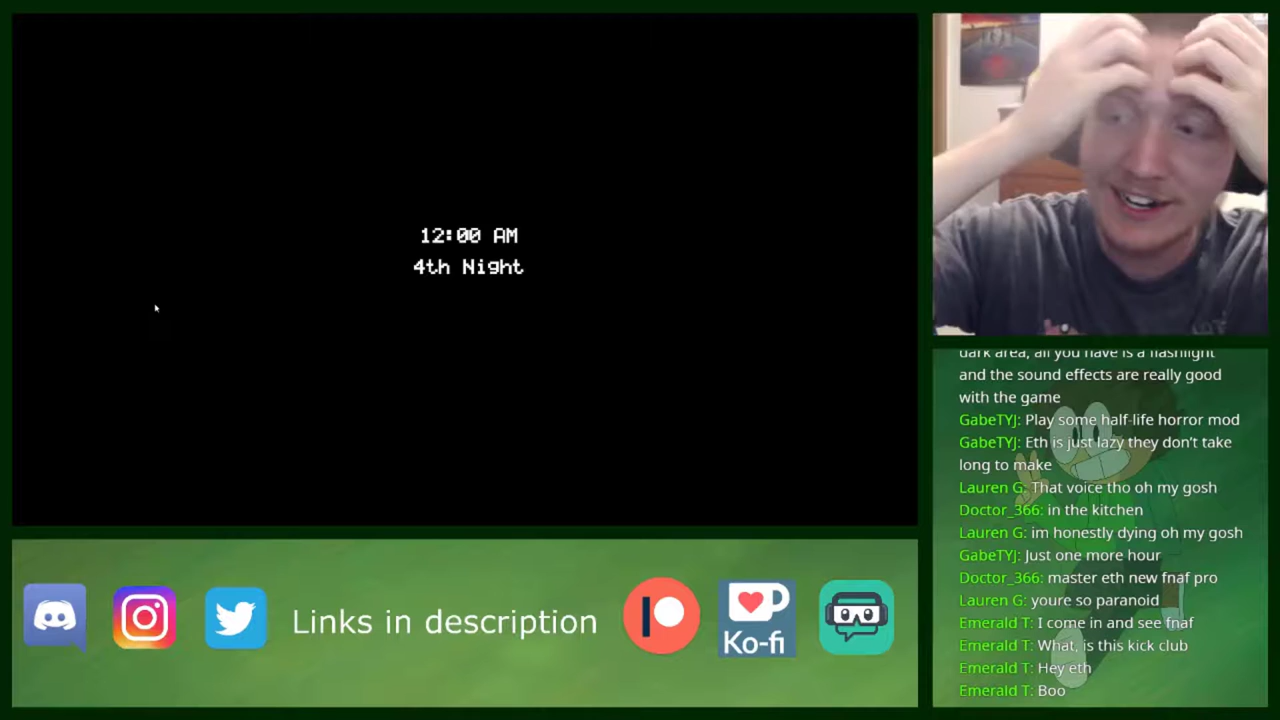 12:00 AM
4th Night
dark area, all you have is a flashlight
and the sound effects are really good
with the game
GabeTYJ: Play some half-life horror mod
GabeTYJ: Eth is just lazy they don't take
long to make
Lauren G: That voice tho oh my gosh
Doctor_366: in the kitchen
Lauren G: im honestly dying oh my gosh
GabeTYJ: Just one more hour
Doctor_366: master eth new fnaf pro
Lauren G: youre so paranoid
Emerald T: I come in and see fnaf
Emerald T: What, is this kick club
Emerald T: Hey eth
Emerald T: Boo
Links in description
Ko-fi